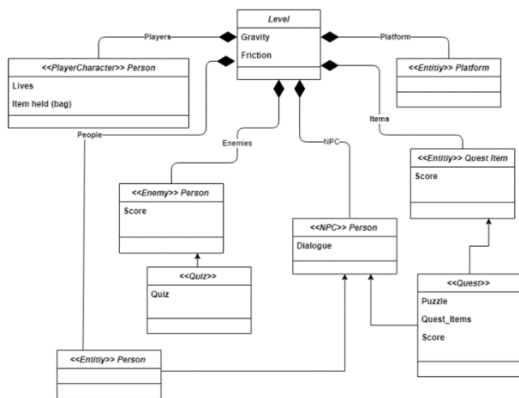 Level
Gravity
Friction
Players
Platform
<<PlayerCharacter>> Person
Lives
Item held (bag)
<<Entitiy>> Platform
People
Enemies
NPC
Items
<<Entitiy>> Quest Item
Score
<<Enemy>> Person
Score
<<NPC>> Person
Dialogue
<<Quiz>>
Quiz
<<Quest>>
Puzzle
Quest_Items
Score
<<Entitiy>> Person